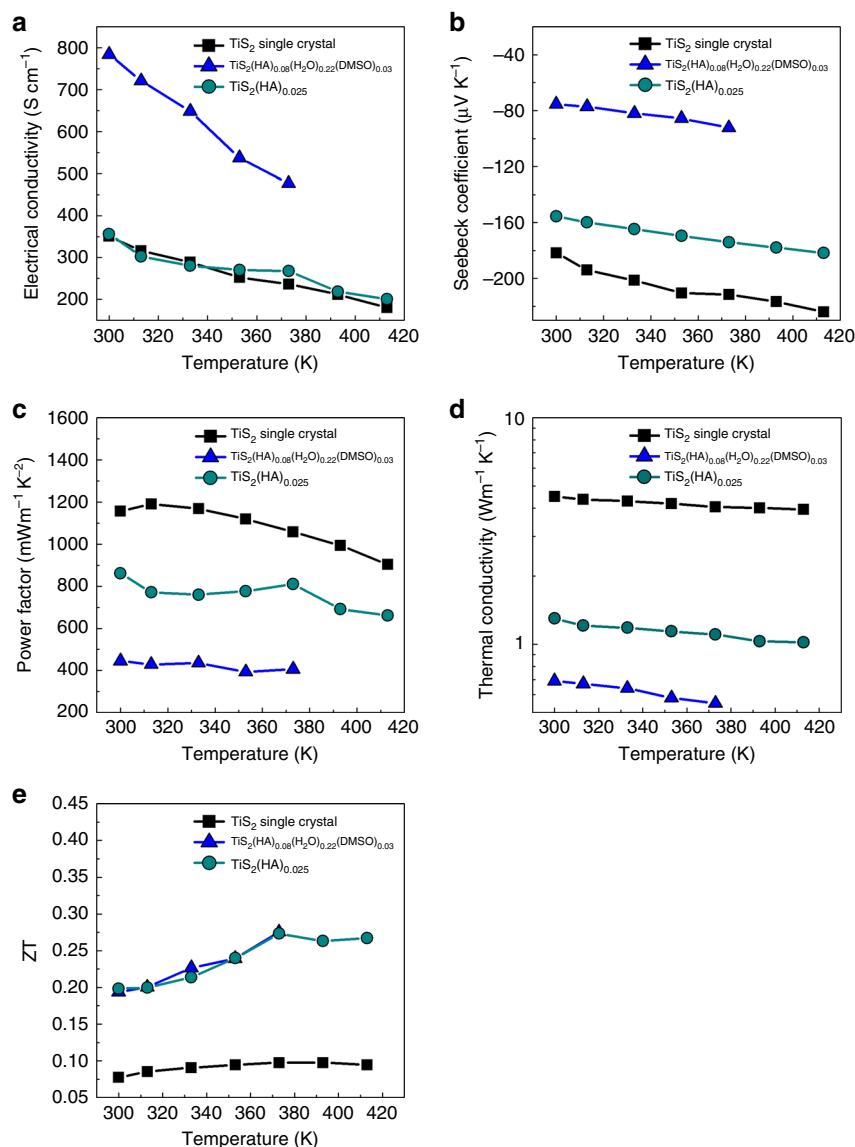 a
Electrical conductivity (S cm⁻¹)
800
700
600
500
400
300
200
TiS₂ single crystal
TiS₂(HA)₀.₀₈(H₂O)₀.₂₂(DMSO)₀.₀₃
TiS₂(HA)₀.₀₂₅
300 320 340 360 380 400 420
Temperature (K)
b
Seebeck coefficient (μV K⁻¹)
−40
−80
−120
−160
−200
TiS₂ single crystal
TiS₂(HA)₀.₀₈(H₂O)₀.₂₂(DMSO)₀.₀₃
TiS₂(HA)₀.₀₂₅
300 320 340 360 380 400 420
Temperature (K)
c
Power factor (mWm⁻¹ K⁻²)
1600
1400
1200
1000
800
600
400
200
TiS₂ single crystal
TiS₂(HA)₀.₀₈(H₂O)₀.₂₂(DMSO)₀.₀₃
TiS₂(HA)₀.₀₂₅
300 320 340 360 380 400 420
Temperature (K)
d
Thermal conductivity (Wm⁻¹ K⁻¹)
10
1
TiS₂ single crystal
TiS₂(HA)₀.₀₈(H₂O)₀.₂₂(DMSO)₀.₀₃
TiS₂(HA)₀.₀₂₅
300 320 340 360 380 400 420
Temperature (K)
e
ZT
0.45
0.40
0.35
0.30
0.25
0.20
0.15
0.10
0.05
TiS₂ single crystal
TiS₂(HA)₀.₀₈(H₂O)₀.₂₂(DMSO)₀.₀₃
TiS₂(HA)₀.₀₂₅
300 320 340 360 380 400 420
Temperature (K)